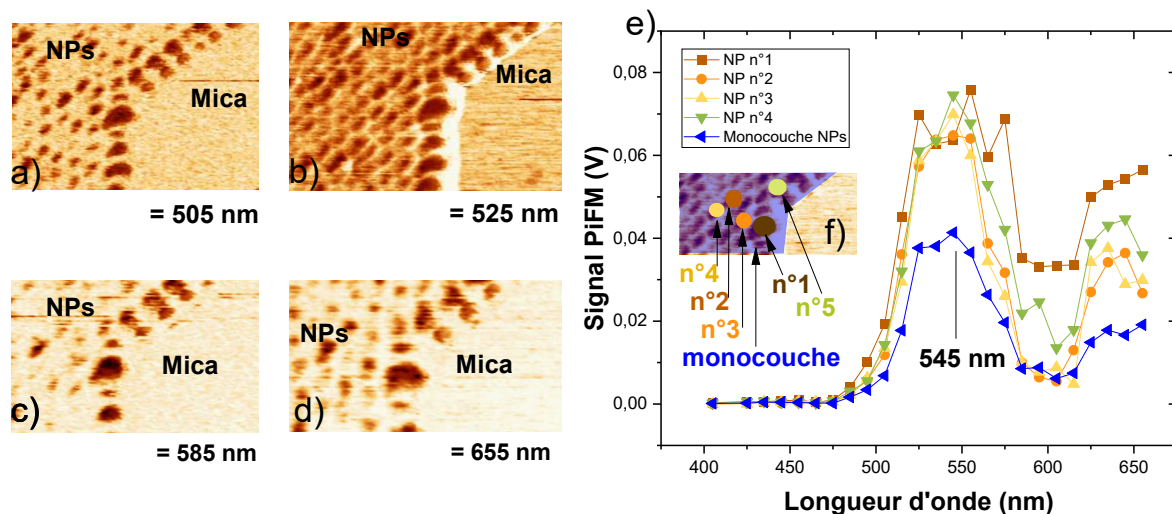 NPs
Mica
a)
= 505 nm
NPs
Mica
b)
= 525 nm
NPs
Mica
c)
= 585 nm
NPs
Mica
d)
= 655 nm
e)
NP n°1
NP n°2
NP n°3
NP n°4
Monocouche NPs
Signal PiFM (V)
0,08
0,06
0,04
0,02
0,00
f)
n°4
n°2
n°3
n°1
n°5
monocouche
545 nm
400 450 500 550 600 650
Longueur d'onde (nm)